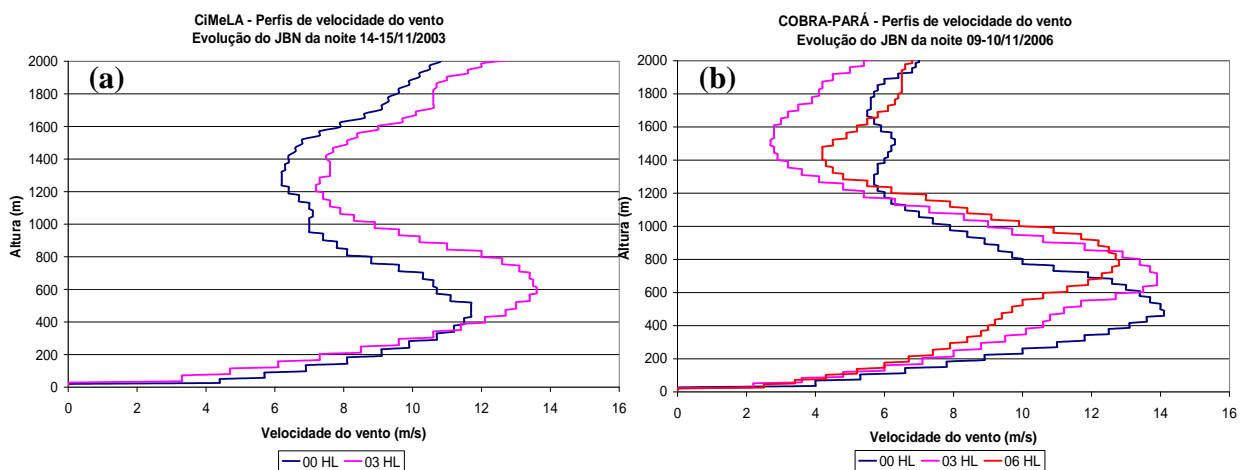 CiMeLA - Perfis de velocidade do vento
Evolução do JBN da noite 14-15/11/2003
(a)
2000
1800
1600
1400
1200
1000
800
600
400
200
0
Altura (m)
0 2 4 6 8 10 12 14 16
Velocidade do vento (m/s)
00 HL 03 HL
COBRA-PARÁ - Perfis de velocidade do vento
Evolução do JBN da noite 09-10/11/2006
(b)
2000
1800
1600
1400
1200
1000
800
600
400
200
0
Altura (m)
0 2 4 6 8 10 12 14 16
Velocidade do vento (m/s)
00 HL 03 HL 06 HL